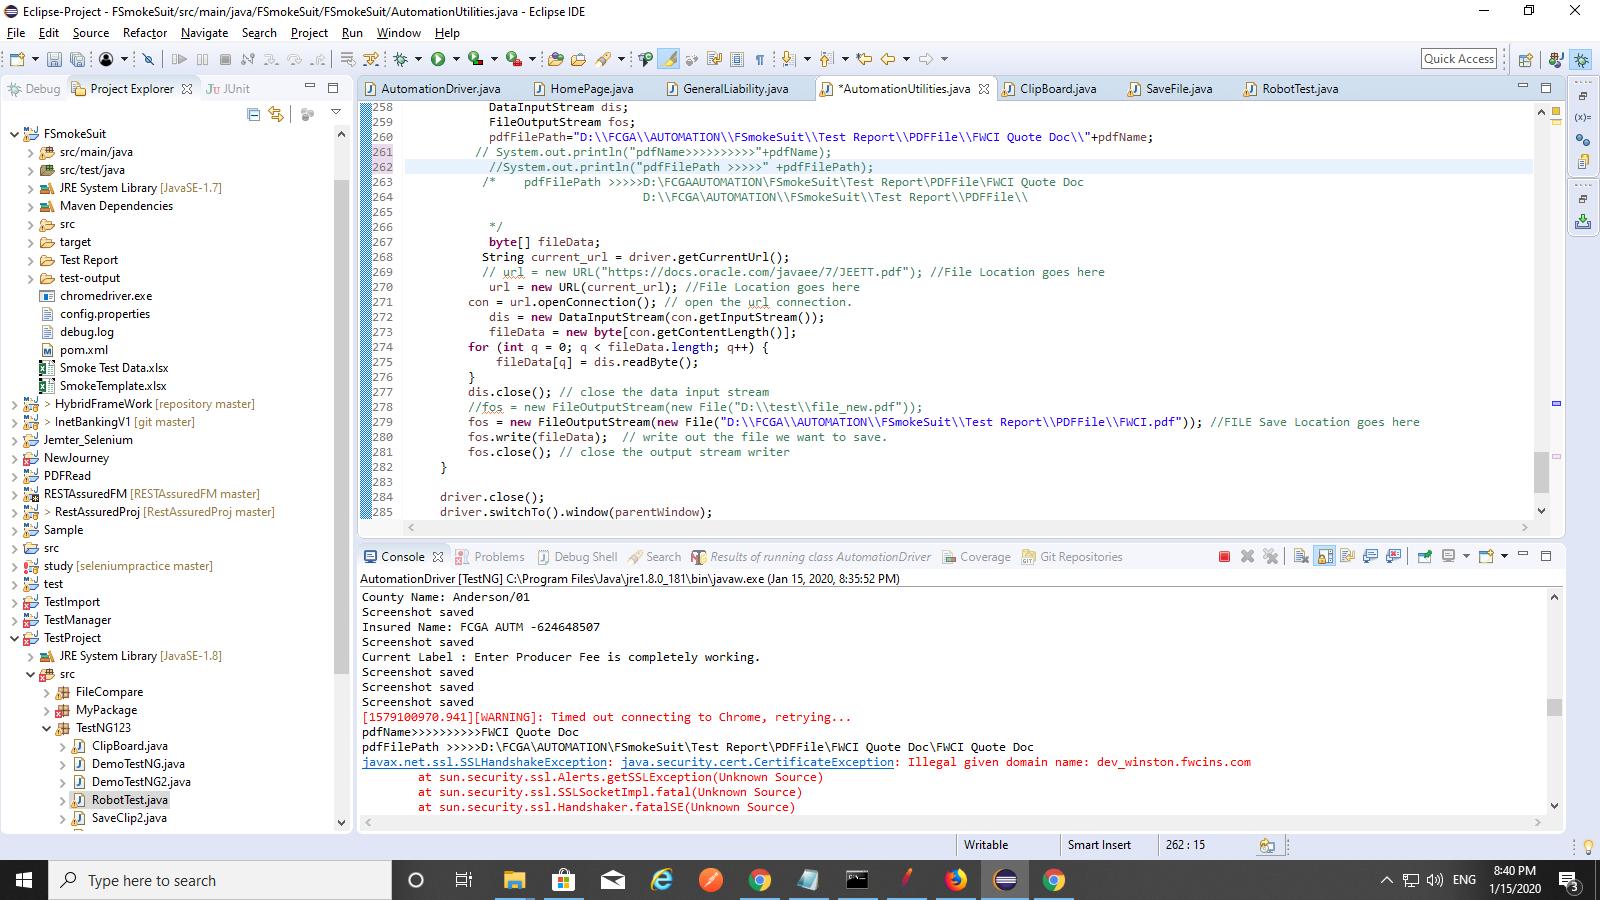 Eclipse-Project - FSmokeSuit/src/main/java/FSmokeSuit/FSmokeSuit/AutomationUtilities.java - Eclipse IDE
File Edit Source Refactor Navigate Search Project Run Window Help
Quick Access
Debug Project Explorer JUnit
FSmokeSuit
src/main/java
src/test/java
JRE System Library [JavaSE-1.7]
Maven Dependencies
src
target
Test Report
test-output
chromedriver.exe
config.properties
debug.log
pom.xml
Smoke Test Data.xlsx
SmokeTemplate.xlsx
> HybridFrameWork [repository master]
> InetBankingV1 [git master]
Jemter_Selenium
NewJourney
PDFRead
RESTAssuredFM [RESTAssuredFM master]
> RestAssuredProj [RestAssuredProj master]
Sample
src
study [seleniumpractice master]
test
TestImport
TestManager
TestProject
JRE System Library [JavaSE-1.8]
src
FileCompare
MyPackage
TestNG123
ClipBoard.java
DemoTestNG.java
DemoTestNG2.java
RobotTest.java
SaveClip2.java
AutomationDriver.java HomePage.java GeneralLiability.java *AutomationUtilities.java ClipBoard.java SaveFile.java RobotTest.java
258 DataInputStream dis;
259 FileOutputStream fos;
260 pdfFilePath="D:\\FCGA\\AUTOMATION\\FSmokeSuit\\Test Report\\PDFFile\\FWCI Quote Doc\\"+pdfName;
261 // System.out.println("pdfName>>>>>>>>>>"+pdfName);
262 //System.out.println("pdfFilePath >>>>>" +pdfFilePath);
263 /* pdfFilePath >>>>>D:\FCGAAUTOMATION\FSmokeSuit\Test Report\PDFFile\FWCI Quote Doc
264 D:\\FCGA\AUTOMATION\\FSmokeSuit\\Test Report\\PDFFile\\
265
266 */
267 byte[] fileData;
268 String current_url = driver.getCurrentUrl();
269 // url = new URL("https://docs.oracle.com/javaee/7/JEETT.pdf"); //File Location goes here
270 url = new URL(current_url); //File Location goes here
271 con = url.openConnection(); // open the url connection.
272 dis = new DataInputStream(con.getInputStream());
273 fileData = new byte[con.getContentLength()];
274 for (int q = 0; q < fileData.length; q++) {
275 fileData[q] = dis.readByte();
276 }
277 dis.close(); // close the data input stream
278 //fos = new FileOutputStream(new File("D:\\test\\file_new.pdf"));
279 fos = new FileOutputStream(new File("D:\\FCGA\\AUTOMATION\\FSmokeSuit\\Test Report\\PDFFile\\FWCI.pdf")); //FILE Save Location goes here
280 fos.write(fileData); // write out the file we want to save.
281 fos.close(); // close the output stream writer
282 }
283
284 driver.close();
285 driver.switchTo().window(parentWindow);
Console Problems Debug Shell Search Results of running class AutomationDriver Coverage Git Repositories
AutomationDriver [TestNG] C:\Program Files\Java\jre1.8.0_181\bin\javaw.exe (Jan 15, 2020, 8:35:52 PM)
County Name: Anderson/01
Screenshot saved
Insured Name: FCGA AUTM -624648507
Screenshot saved
Current Label : Enter Producer Fee is completely working.
Screenshot saved
Screenshot saved
Screenshot saved
[1579100970.941][WARNING]: Timed out connecting to Chrome, retrying...
pdfName>>>>>>>>>>FWCI Quote Doc
pdfFilePath >>>>>D:\FCGA\AUTOMATION\FSmokeSuit\Test Report\PDFFile\FWCI Quote Doc\FWCI Quote Doc
javax.net.ssl.SSLHandshakeException: java.security.cert.CertificateException: Illegal given domain name: dev_winston.fwcins.com
at sun.security.ssl.Alerts.getSSLException(Unknown Source)
at sun.security.ssl.SSLSocketImpl.fatal(Unknown Source)
at sun.security.ssl.Handshaker.fatalSE(Unknown Source)
Writable Smart Insert 262 : 15
Type here to search
ENG
8:40 PM
1/15/2020
3